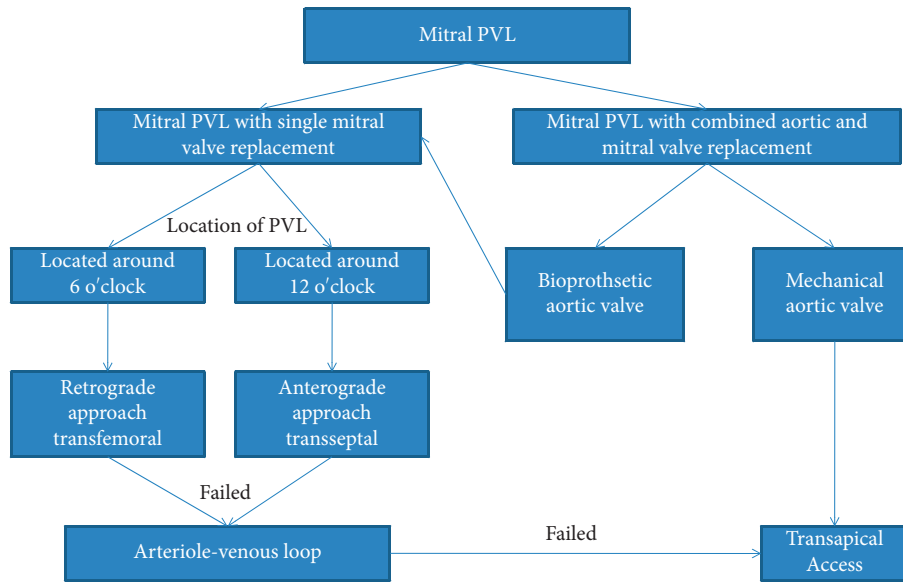 Mitral PVL
Mitral PVL with single mitral
valve replacement
Mitral PVL with combined aortic and
mitral valve replacement
Location of PVL
Located around
6 o′clock
Located around
12 o′clock
Bioprothsetic
aortic valve
Mechanical
aortic valve
Retrograde
approach
transfemoral
Anterograde
approach
transseptal
Failed
Arteriole-venous loop
Failed
Transapical
Access